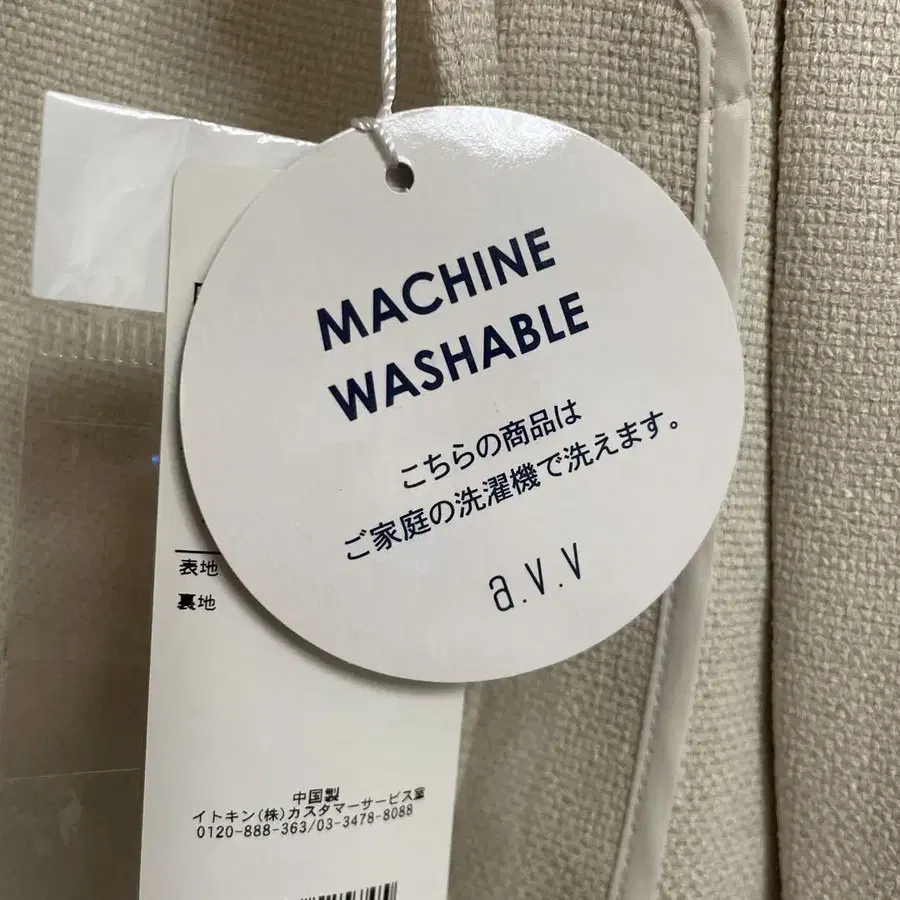 MACHINE
WASHABLE
こちらの商品は
ご家庭の洗濯機で洗えます。
a.v.v
表地
裏地
中国製
イトキン(株)カスタマーサービス室
0120-888-363/03-3478-8088